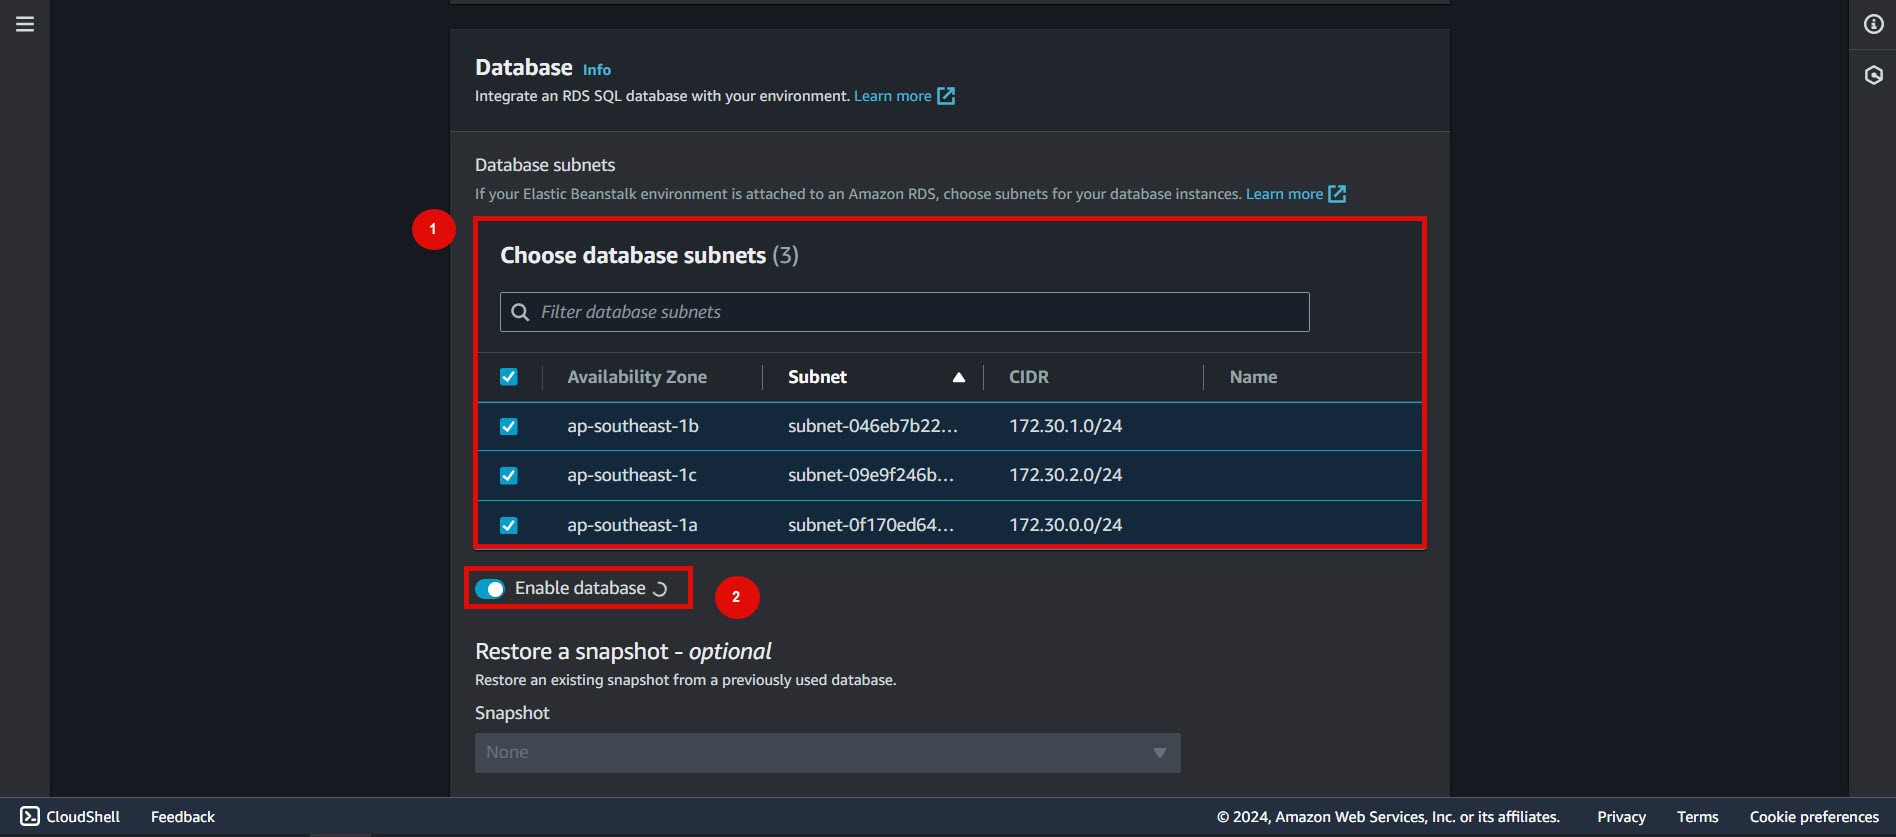 Database Info
Integrate an RDS SQL database with your environment. Learn more
Database subnets
If your Elastic Beanstalk environment is attached to an Amazon RDS, choose subnets for your database instances. Learn more
1
Choose database subnets (3)
Filter database subnets
Availability Zone Subnet CIDR Name
ap-southeast-1b subnet-046eb7b22... 172.30.1.0/24
ap-southeast-1c subnet-09e9f246b... 172.30.2.0/24
ap-southeast-1a subnet-0f170ed64... 172.30.0.0/24
Enable database
2
Restore a snapshot - optional
Restore an existing snapshot from a previously used database.
Snapshot
None
CloudShell Feedback © 2024, Amazon Web Services, Inc. or its affiliates. Privacy Terms Cookie preferences